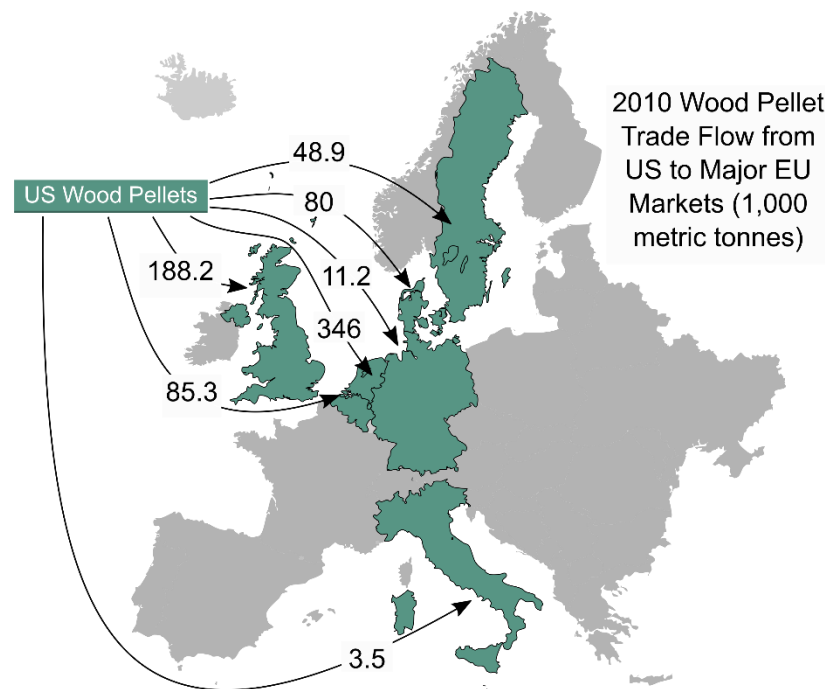 2010 Wood Pellet
Trade Flow from
US to Major EU
Markets (1,000
metric tonnes)
US Wood Pellets
48.9
80
188.2
11.2
346
85.3
3.5